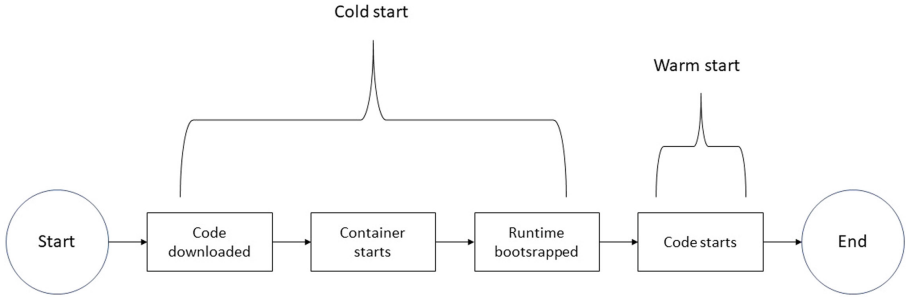 Cold start
Warm start
Start
Code
downloaded
Container
starts
Runtime
bootsrapped
Code starts
End